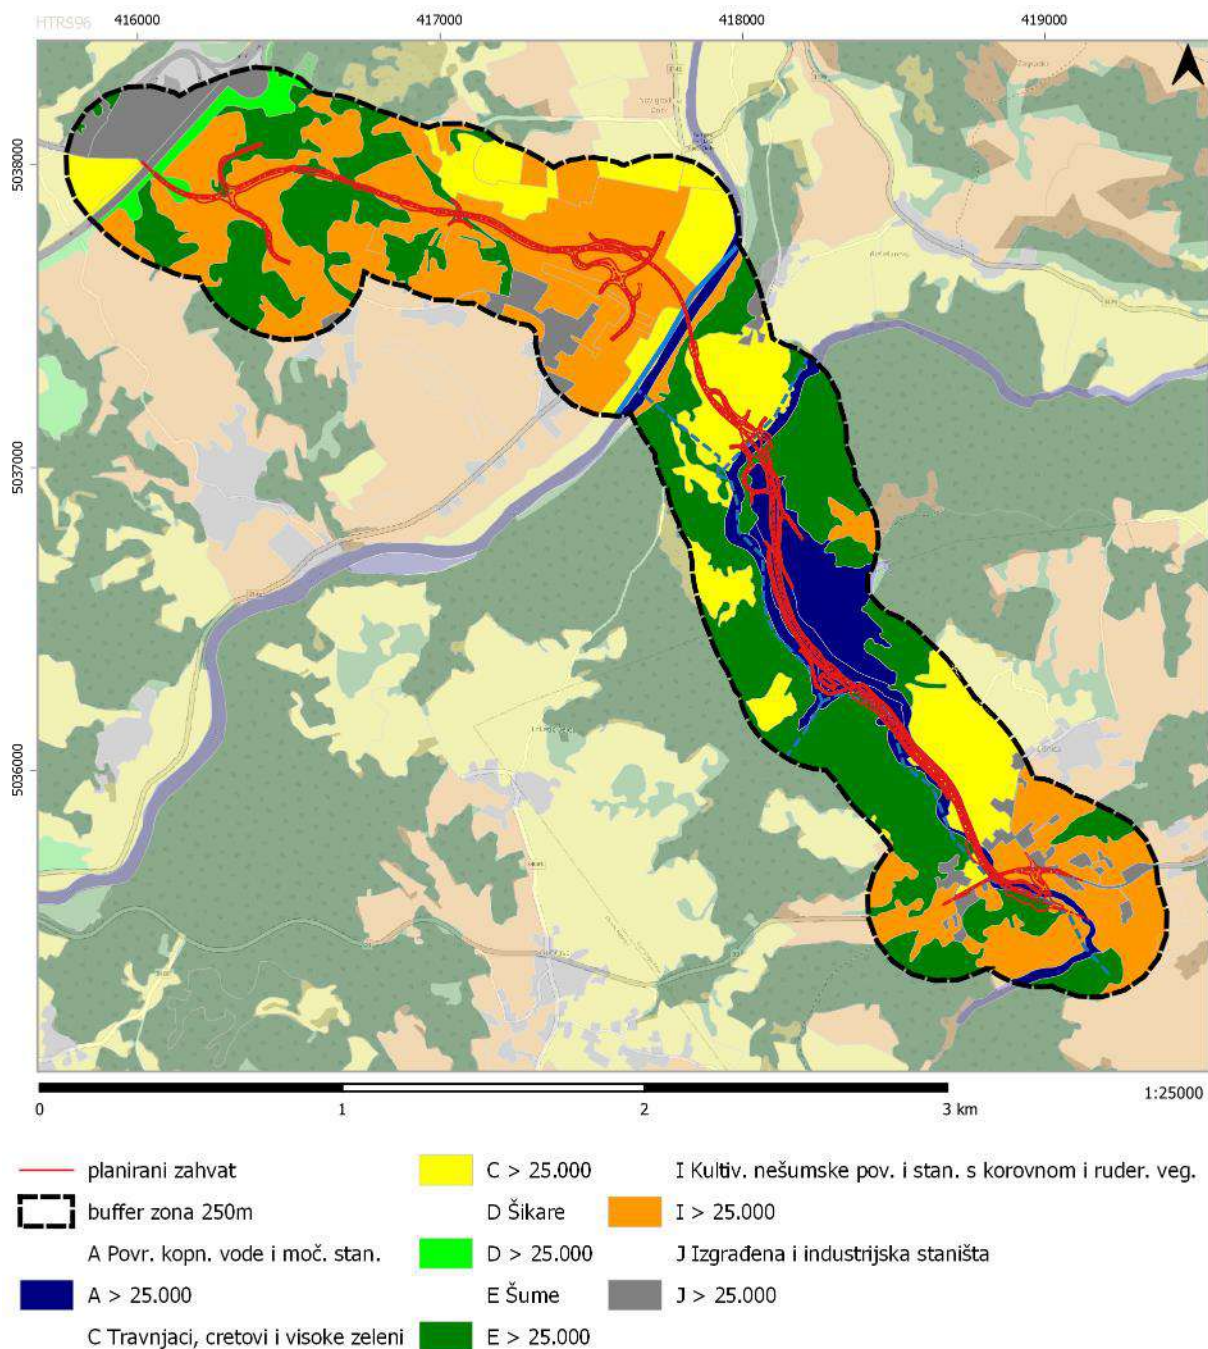 HTRS96
416000 417000 418000 419000
5038000
5037000
5036000
0 1 2 3 km
1:25000
planirani zahvat
buffer zona 250m
A Povr. kopn. vode i moč. stan.
A > 25.000
C Travnjaci, cretovi i visoke zeleni
C > 25.000
D Šikare
D > 25.000
E Šume
E > 25.000
I Kultiv. nešumske pov. i stan. s korovnom i ruder. veg.
I > 25.000
J Izgrađena i industrijska staništa
J > 25.000